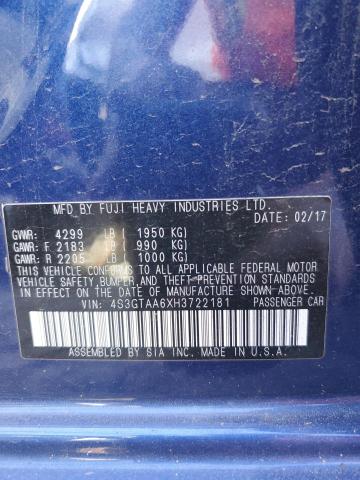 MFD. BY FUJI HEAVY INDUSTRIES LTD.
DATE: 02/17
GVWR: 4299 LB ( 1950 KG)
GAWR: F 2183 LB ( 990 KG)
GAWR: R 2205 LB ( 1000 KG)
THIS VEHICLE CONFORMS TO ALL APPLICABLE FEDERAL MOTOR
VEHICLE SAFETY, BUMPER, AND THEFT PREVENTION STANDARDS
IN EFFECT ON THE DATE OF MANUFACTURE SHOWN ABOVE.
VIN: 4S3GTAA6XH3722181 PASSENGER CAR
ASSEMBLED BY SIA INC. MADE IN U.S.A.